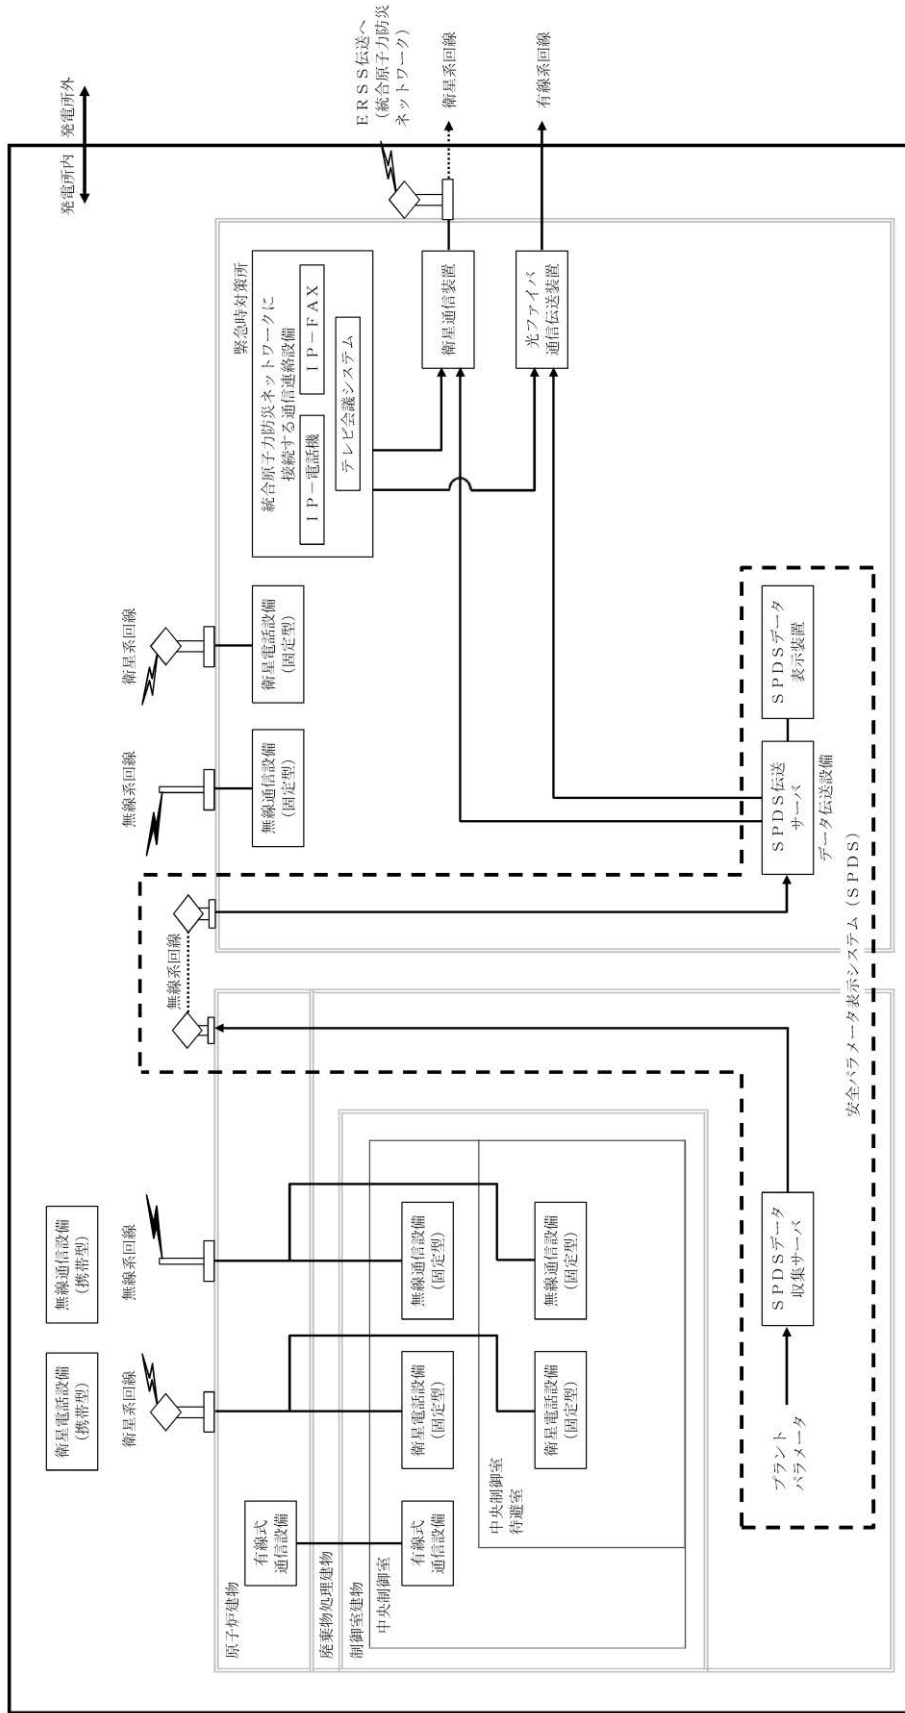 発電所内　発電所外
ＥＲＳＳ伝送へ
（統合原子力防災
ネットワーク）
衛星系回線
有線系回線
緊急時対策所
統合原子力防災ネットワークに
接続する通信連絡設備
ＩＰ－電話機
ＩＰ－ＦＡＸ
テレビ会議システム
衛星通信装置
光ファイバ
通信伝送装置
衛星系回線
衛星電話設備
（固定型）
無線系回線
無線通信設備
（固定型）
ＳＰＤＳデータ
表示装置
ＳＰＤＳ伝送
サーバ
データ伝送設備
安全パラメータ表示システム（ＳＰＤＳ）
無線系回線
無線通信設備
（携帯型）
無線系回線
衛星電話設備
（携帯型）
衛星系回線
無線通信設備
（固定型）
無線通信設備
（固定型）
衛星電話設備
（固定型）
衛星電話設備
（固定型）
有線式
通信設備
有線式
通信設備
原子炉建物
廃棄物処理建物
制御室建物
中央制御室
中央制御室
待避室
ＳＰＤＳデータ
収集サーバ
プラント
パラメータ